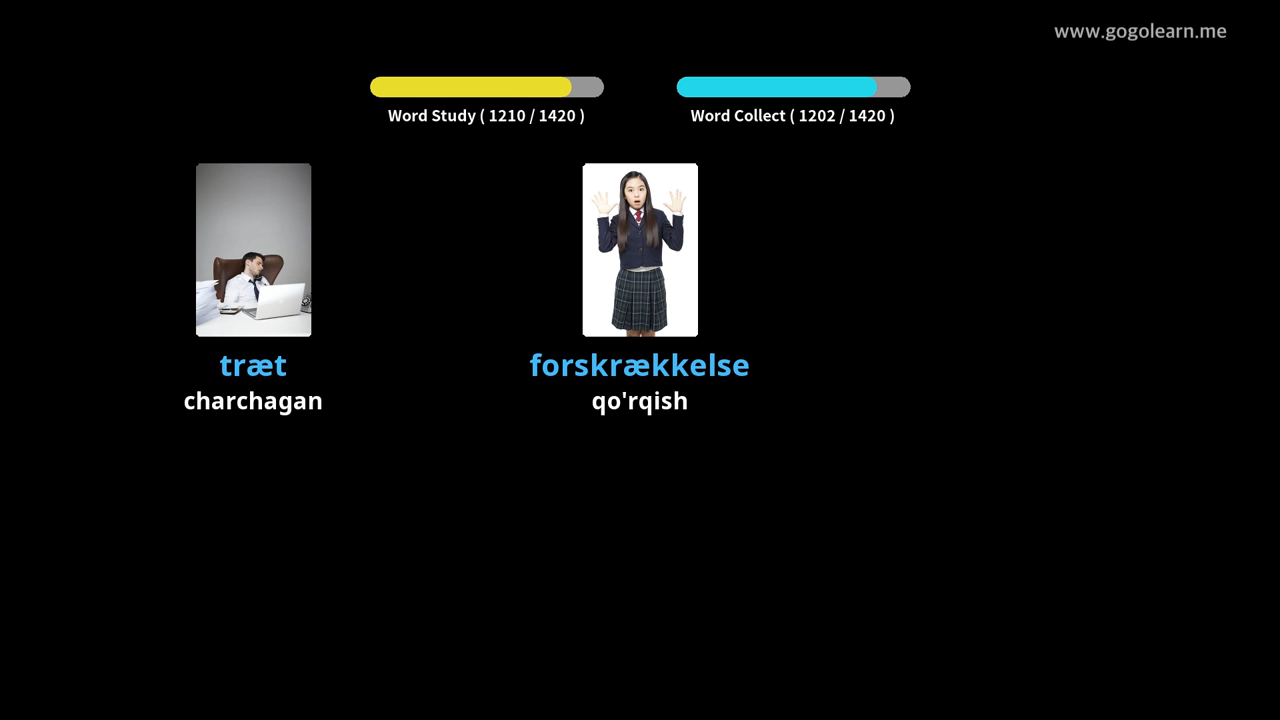 www.gogolearn.me
Word Study ( 1210 / 1420 )
Word Collect ( 1202 / 1420 )
træt
charchagan
forskrækkelse
qo'rqish